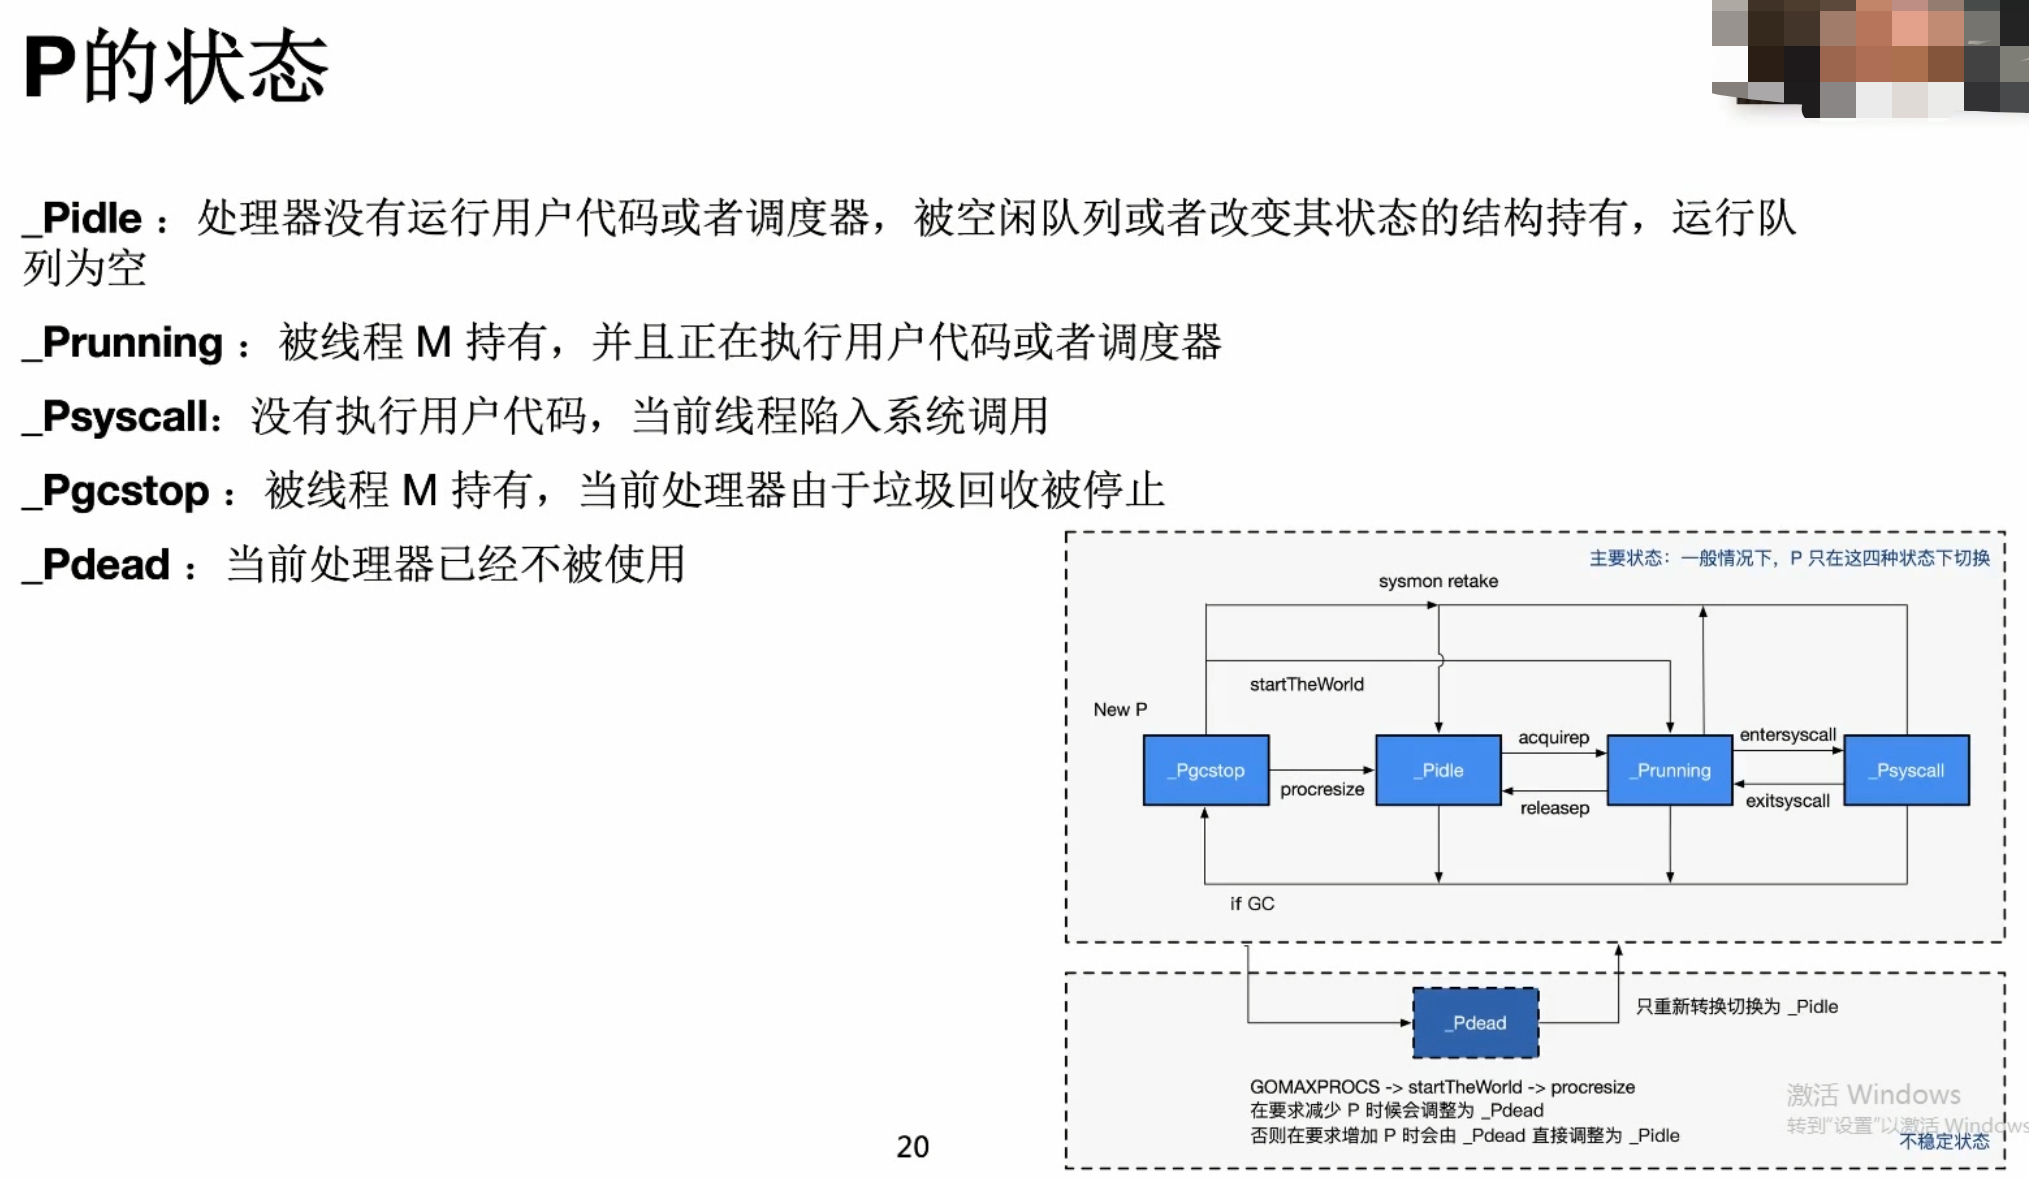 P的状态
_Pidle ：处理器没有运行用户代码或者调度器，被空闲队列或者改变其状态的结构持有，运行队
列为空
_Prunning ：被线程 M 持有，并且正在执行用户代码或者调度器
_Psyscall：没有执行用户代码，当前线程陷入系统调用
_Pgcstop ：被线程 M 持有，当前处理器由于垃圾回收被停止
_Pdead ：当前处理器已经不被使用
主要状态：一般情况下，P 只在这四种状态下切换
sysmon retake
startTheWorld
New P
_Pgcstop
procresize
_Pidle
acquirep
releasep
_Prunning
entersyscall
exitsyscall
_Psyscall
if GC
_Pdead
只重新转换切换为 _Pidle
GOMAXPROCS -> startTheWorld -> procresize
在要求减少 P 时候会调整为 _Pdead
否则在要求增加 P 时会由 _Pdead 直接调整为 _Pidle
不稳定状态
激活 Windows
转到“设置”以激活 Windows
20